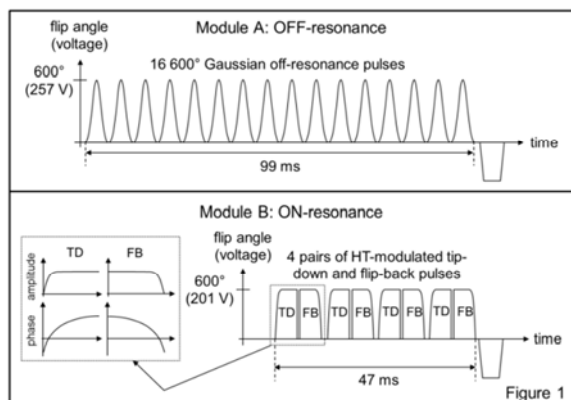 Module A: OFF-resonance
flip angle
(voltage)
16 600° Gaussian off-resonance pulses
600°
(257 V)
time
99 ms
Module B: ON-resonance
TD FB
amplitude
phase
flip angle
(voltage)
4 pairs of HT-modulated tip-
down and flip-back pulses
600°
(201 V)
TD FB TD FB TD FB TD FB
time
47 ms
Figure 1